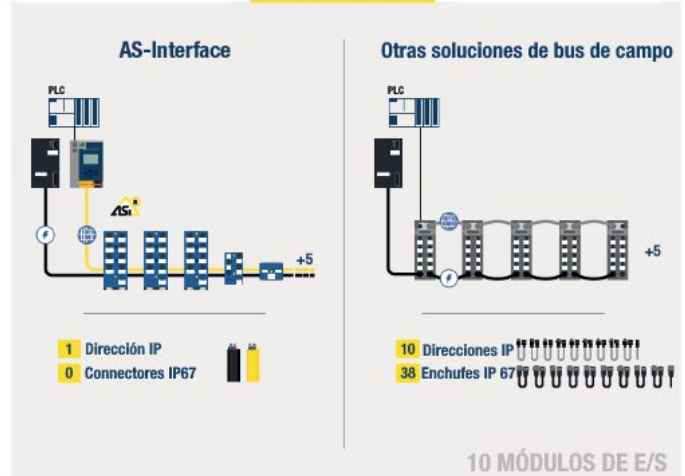 AS-Interface
PLC
ASi
+5
1 Dirección IP
0 Connectores IP67
Otras soluciones de bus de campo
PLC
+5
10 Direcciones IP
38 Enchufes IP 67
10 MÓDULOS DE E/S